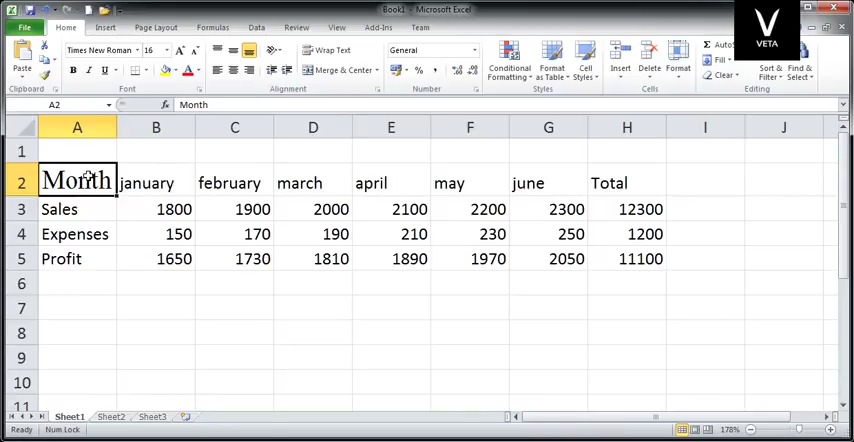 Book1 - Microsoft Excel
VETA
File Home Insert Page Layout Formulas Data Review View Add-Ins Team
Times New Roman 16 A A Wrap Text General Conditional Formatting Format as Table Cell Styles Insert Delete Format Σ Fill Clear Sort & Filter Find & Select
Paste B I U A Merge & Center % ,
Clipboard Font Alignment Number Styles Cells Editing
A2 fx Month
A B C D E F G H I J
1
2 Month january february march april may june Total
3 Sales 1800 1900 2000 2100 2200 2300 12300
4 Expenses 150 170 190 210 230 250 1200
5 Profit 1650 1730 1810 1890 1970 2050 11100
6
7
8
9
10
11
Sheet1 Sheet2 Sheet3
Ready Num Lock 178%